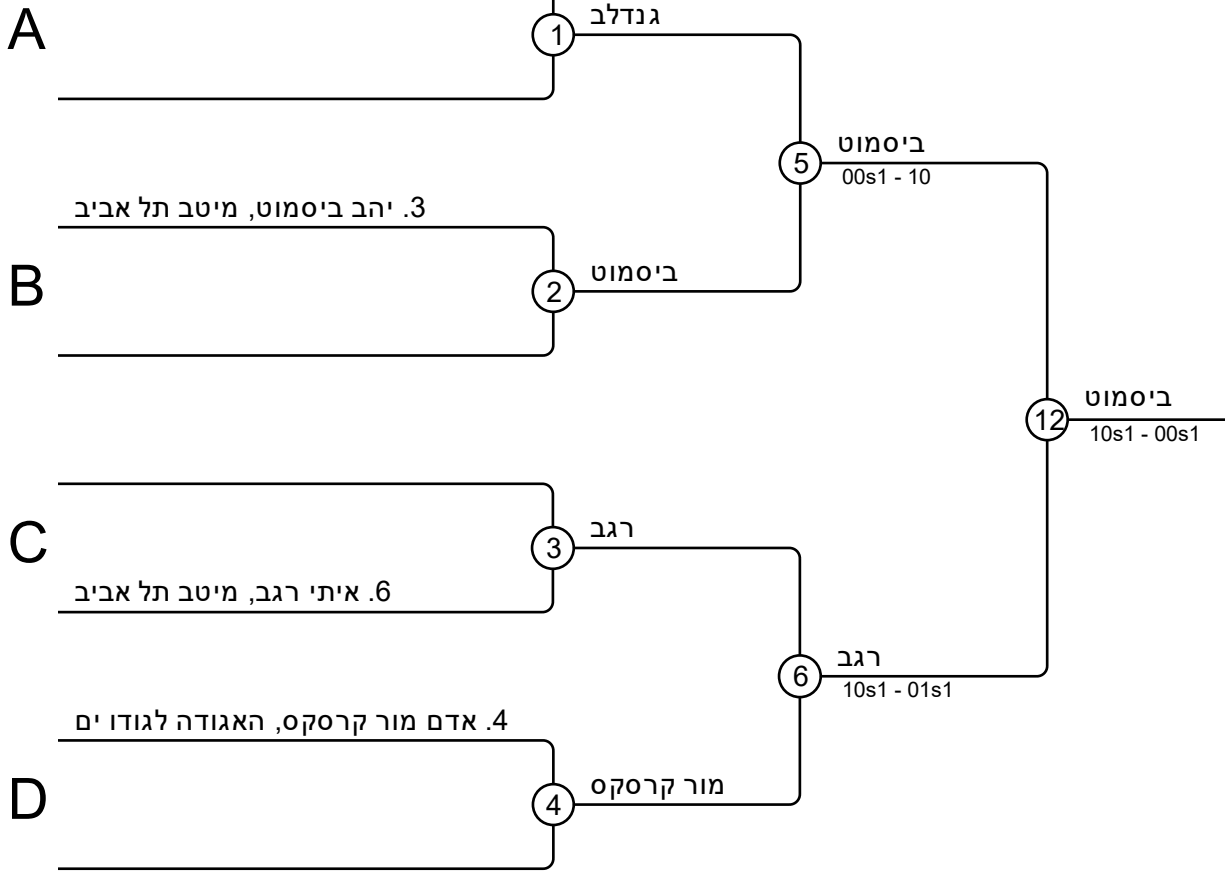 A
1
גנדלב
5
ביסמוט
00s1 - 10
3. יהב ביסמוט, מיטב תל אביב
B
2
ביסמוט
12
ביסמוט
10s1 - 00s1
C
3
רגב
6. איתי רגב, מיטב תל אביב
6
רגב
10s1 - 01s1
4. אדם מור קרסקס, האגודה לגודו ים
D
4
מור קרסקס